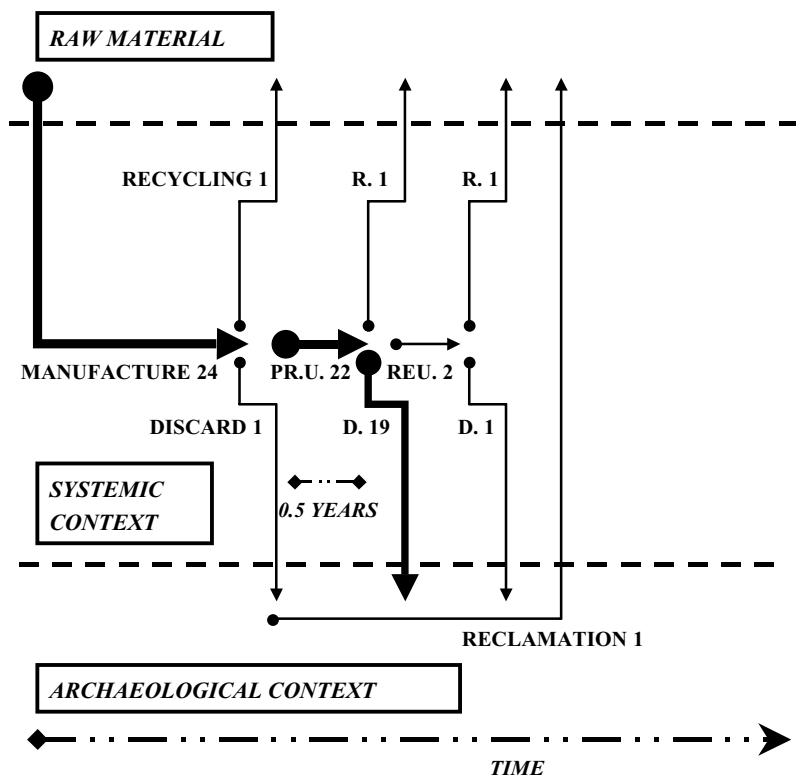 RAW MATERIAL
RECYCLING 1
R. 1
R. 1
MANUFACTURE 24
PR.U. 22
REU. 2
DISCARD 1
D. 19
D. 1
SYSTEMIC
CONTEXT
0.5 YEARS
RECLAMATION 1
ARCHAEOLOGICAL CONTEXT
TIME